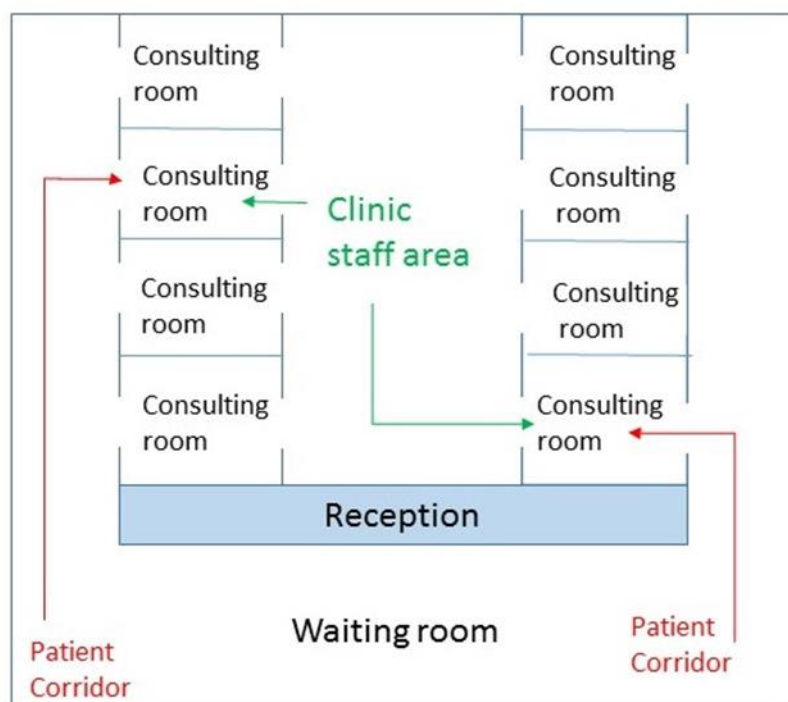 Consulting
room
Consulting
room
Consulting
room
Consulting
room
Clinic
staff area
Consulting
room
Consulting
room
Consulting
room
Consulting
room
Reception
Waiting room
Patient
Corridor
Patient
Corridor